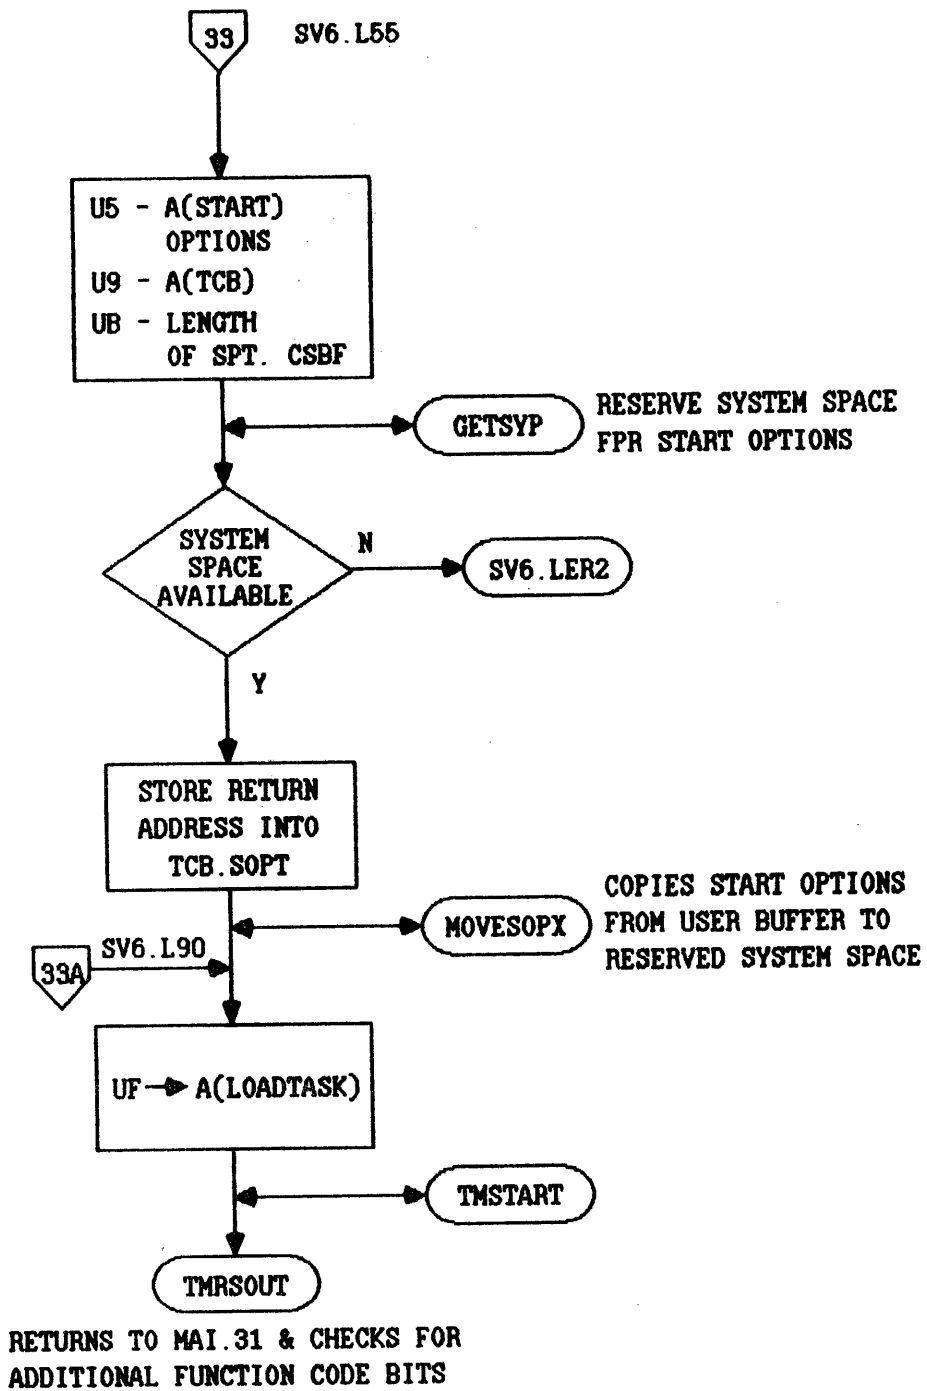 33 SV6.L55
U5 - A(START)
OPTIONS
U9 - A(TCB)
UB - LENGTH
OF SPT. CSBF
GETSYP
RESERVE SYSTEM SPACE
FPR START OPTIONS
SYSTEM
SPACE
AVAILABLE
N
SV6.LER2
Y
STORE RETURN
ADDRESS INTO
TCB.SOPT
MOVESOPX
COPIES START OPTIONS
FROM USER BUFFER TO
RESERVED SYSTEM SPACE
33A
SV6.L90
UF → A(LOADTASK)
TMSTART
TMRSOUT
RETURNS TO MAI.31 & CHECKS FOR
ADDITIONAL FUNCTION CODE BITS